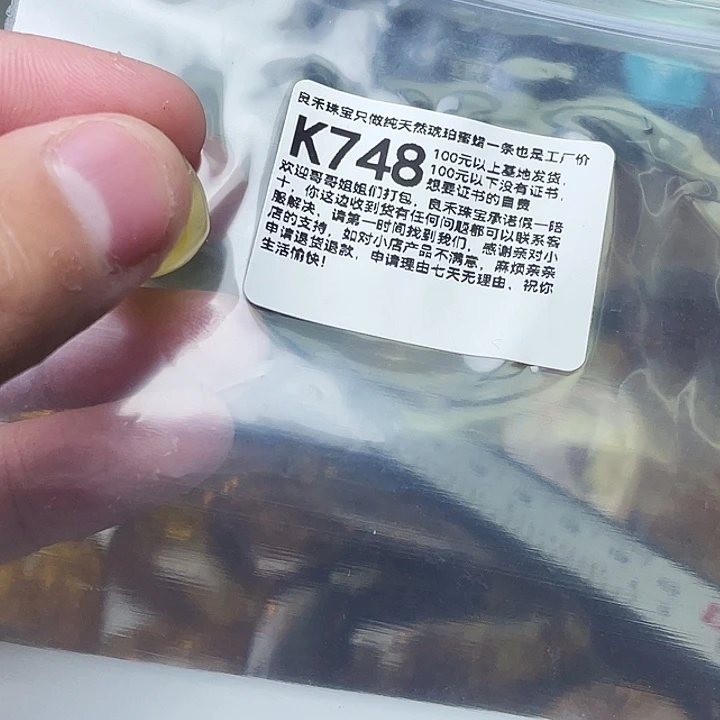 良禾珠宝只做纯天然琥珀蜜蜡一条也是工厂价
K748
100元以上基地发货，
100元以下没有证书，
想要证书的自费
欢迎哥哥姐姐们打包，良禾珠宝承诺假一赔
十，你这边收到货有任何问题都可以联系客
服解决，请第一时间找到我们，感谢亲对小
店的支持，如对小店产品不满意，麻烦亲亲
申请退货退款，申请理由七天无理由，祝你
生活愉快！